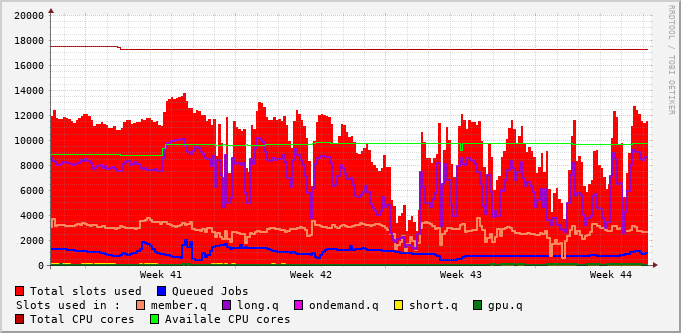 RRDTOOL / TOBI OETIKER
20000
18000
16000
14000
12000
10000
8000
6000
4000
2000
0
Week 41 Week 42 Week 43 Week 44
Total slots used Queued Jobs
Slots used in : member.q long.q ondemand.q short.q gpu.q
Total CPU cores Availale CPU cores